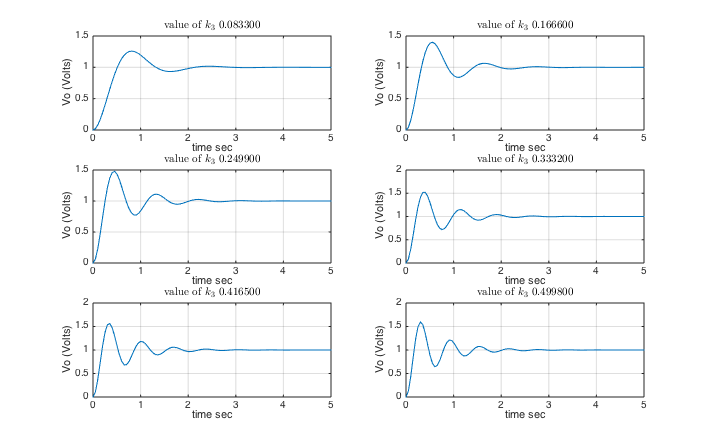 value of k3 0.083300
1.5
1
0.5
0
Vo (Volts)
0 1 2 3 4 5
time sec
value of k3 0.166600
1.5
1
0.5
0
Vo (Volts)
0 1 2 3 4 5
time sec
value of k3 0.249900
1.5
1
0.5
0
Vo (Volts)
0 1 2 3 4 5
time sec
value of k3 0.333200
2
1.5
1
0.5
0
Vo (Volts)
0 1 2 3 4 5
time sec
value of k3 0.416500
2
1.5
1
0.5
0
Vo (Volts)
0 1 2 3 4 5
time sec
value of k3 0.499800
2
1.5
1
0.5
0
Vo (Volts)
0 1 2 3 4 5
time sec